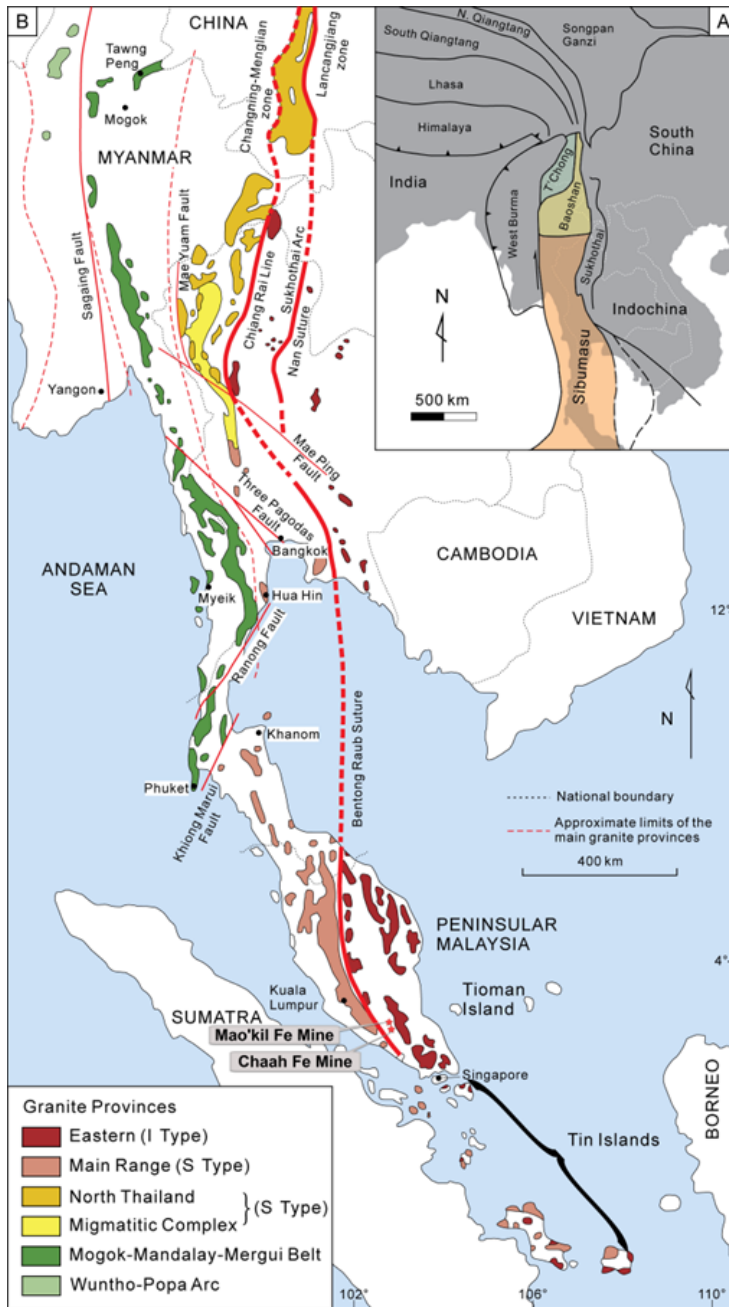 B
CHINA
Tawng
Peng
Mogok
MYANMAR
Changning-Menglian
zone
Lancangjiang
zone
Sagaing Fault
Mae Yuam Fault
Chiang Rai Line
Sukhothai Arc
Nan Suture
Yangon
Mae Ping
Fault
Three Pagodas
Fault
Bangkok
ANDAMAN
SEA
Myeik
Hua Hin
Ranong Fault
CAMBODIA
VIETNAM
12°
N
Khanom
Bentong Raub Suture
Phuket
Khlong Marui
Fault
National boundary
Approximate limits of the
main granite provinces
400 km
PENINSULAR
MALAYSIA
4°
Kuala
Lumpur
Tioman
Island
SUMATRA
Mao'kil Fe Mine
Chaah Fe Mine
Singapore
BORNEO
Tin Islands
102°
106°
110°
A
N. Qiangtang
Songpan
Ganzi
South Qiangtang
Lhasa
Himalaya
South
China
India
T'Chong
Baoshan
West Burma
Sukhothai
Indochina
N
Sibumasu
500 km
Granite Provinces
Eastern (I Type)
Main Range (S Type)
North Thailand
Migmatitic Complex
(S Type)
Mogok-Mandalay-Mergui Belt
Wuntho-Popa Arc